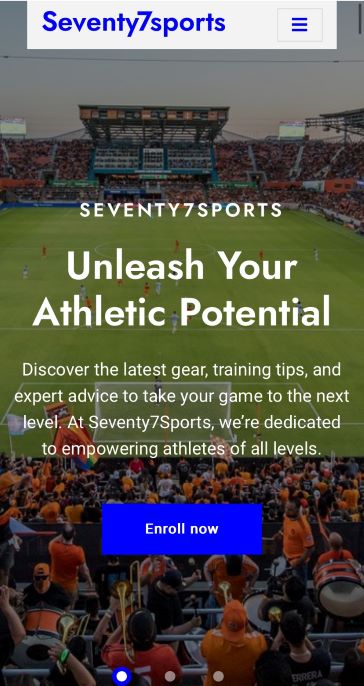 Seventy7sports
SEVENTY7SPORTS
Unleash Your
Athletic Potential
Discover the latest gear, training tips, and
expert advice to take your game to the next
level. At Seventy7Sports, we're dedicated
to empowering athletes of all levels.
Enroll now
ERRERA